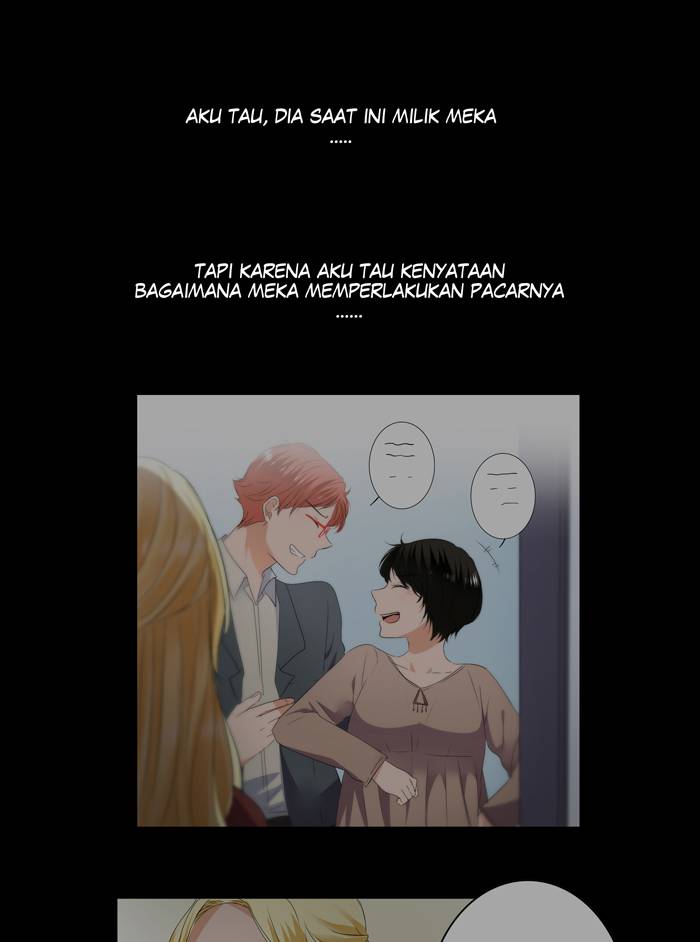 AKU TAU, DIA SAAT INI MILIK MEKA
.....
TAPI KARENA AKU TAU KENYATAAN
BAGAIMANA MEKA MEMPERLAKUKAN PACARNYA
......